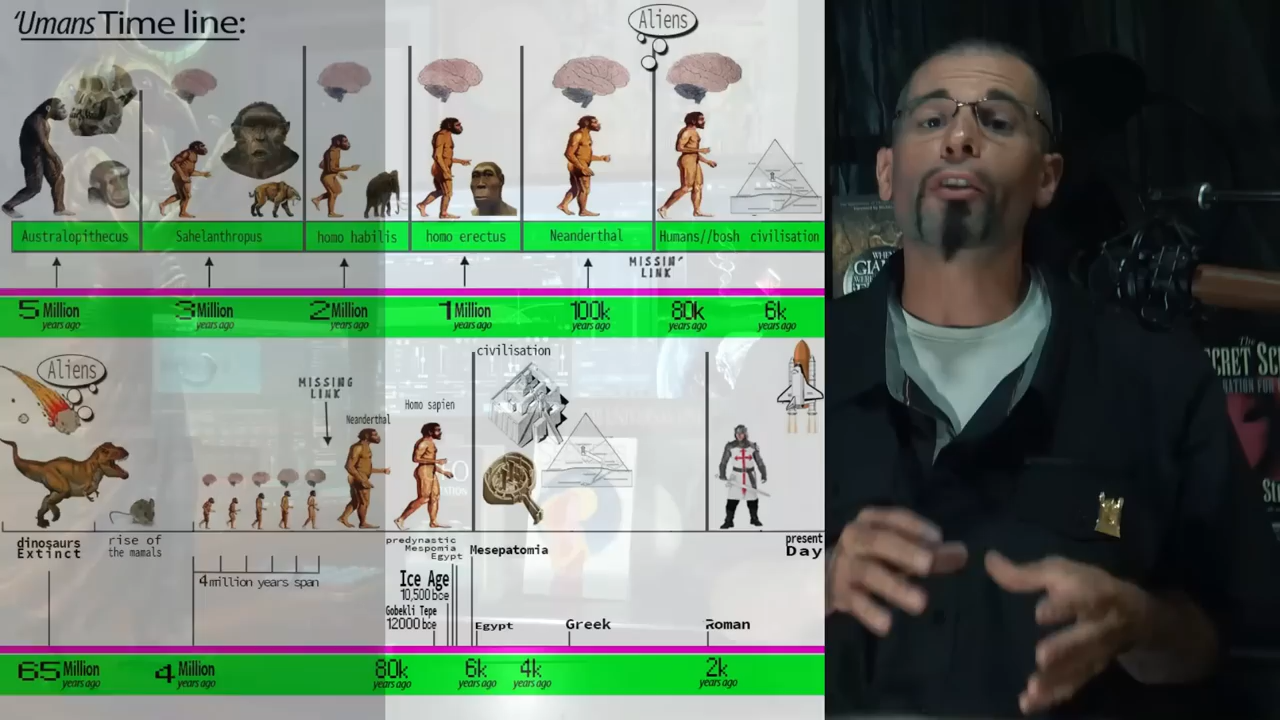 'Umans Time line:
Aliens
Australopithecus
Sahelanthropus
homo habilis
homo erectus
Neanderthal
Humans//bosh civilisation
MISSIN'
LINK
5 Million
years ago
3 Million
years ago
2 Million
years ago
1 Million
years ago
100k
years ago
80k
years ago
6k
years ago
Aliens
MISSING
LINK
Neanderthal
Homo sapien
civilisation
dinosaurs
Extinct
rise of
the mamals
4 million years span
predynastic
Mespomia
Egypt
Mesepatomia
present
Day
Ice Age
10,500 bce
Gobekli Tepe
12000 bce
Egypt
Greek
Roman
65 Million
years ago
4 Million
years ago
80k
years ago
6k
years ago
4k
years ago
2k
years ago
WHEN
GIA
The
ECRET SC